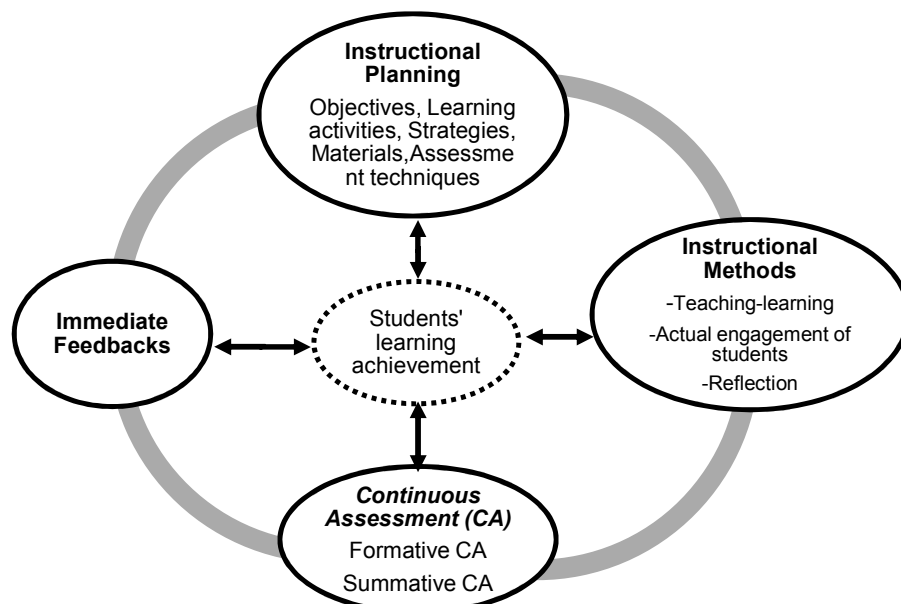 Instructional
Planning
Objectives, Learning
activities, Strategies,
Materials,Assessme
nt techniques
Instructional
Methods
-Teaching-learning
-Actual engagement of
students
-Reflection
Immediate
Feedbacks
Students'
learning
achievement
Continuous
Assessment (CA)
Formative CA
Summative CA